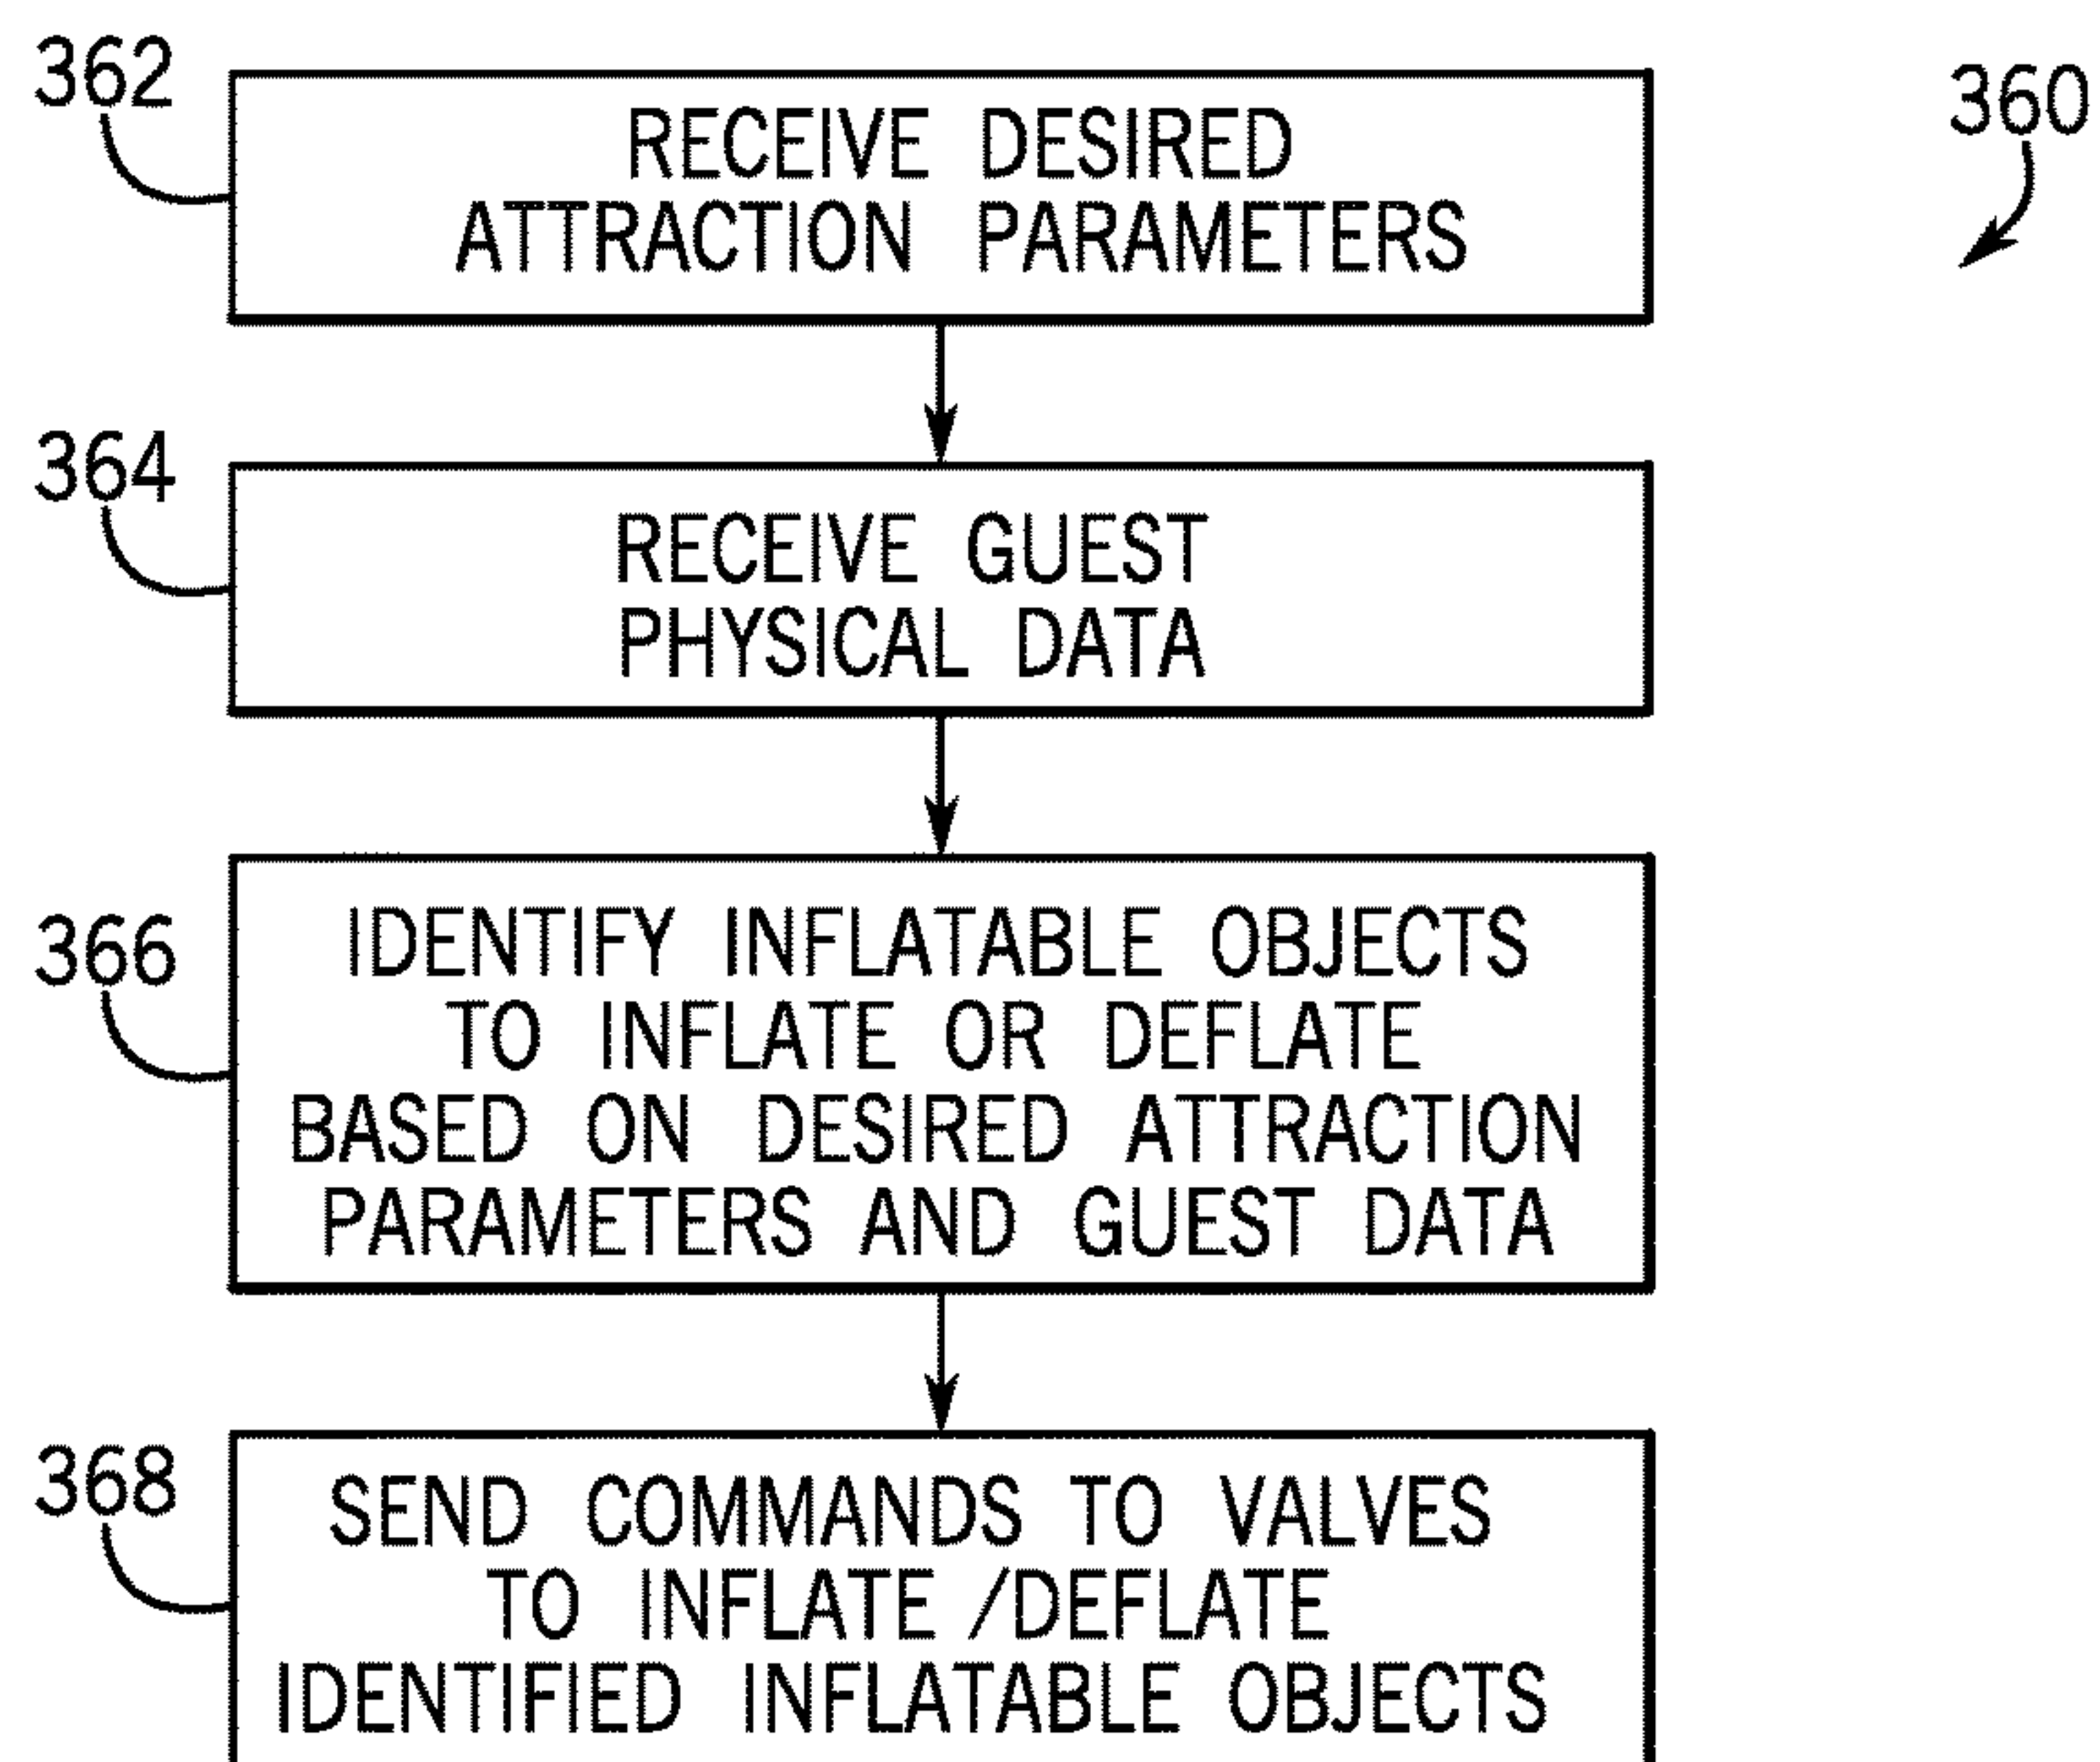 362
360
RECEIVE DESIRED
ATTRACTION PARAMETERS
364
RECEIVE GUEST
PHYSICAL DATA
366
IDENTIFY INFLATABLE OBJECTS
TO INFLATE OR DEFLATE
BASED ON DESIRED ATTRACTION
PARAMETERS AND GUEST DATA
368
SEND COMMANDS TO VALVES
TO INFLATE /DEFLATE
IDENTIFIED INFLATABLE OBJECTS